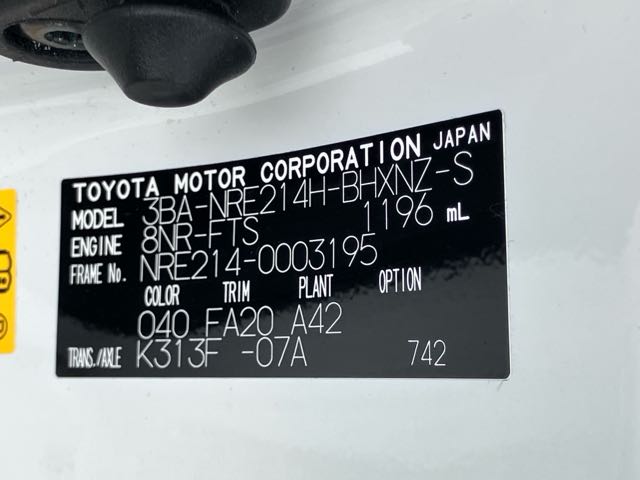 TOYOTA MOTOR CORPORATION JAPAN
MODEL 3BA-NRE214H-BHXNZ-S
ENGINE 8NR-FTS 1196 mL
FRAME No. NRE214-0003195
COLOR TRIM PLANT OPTION
040 FA20 A42
TRANS./AXLE K313F -07A 742